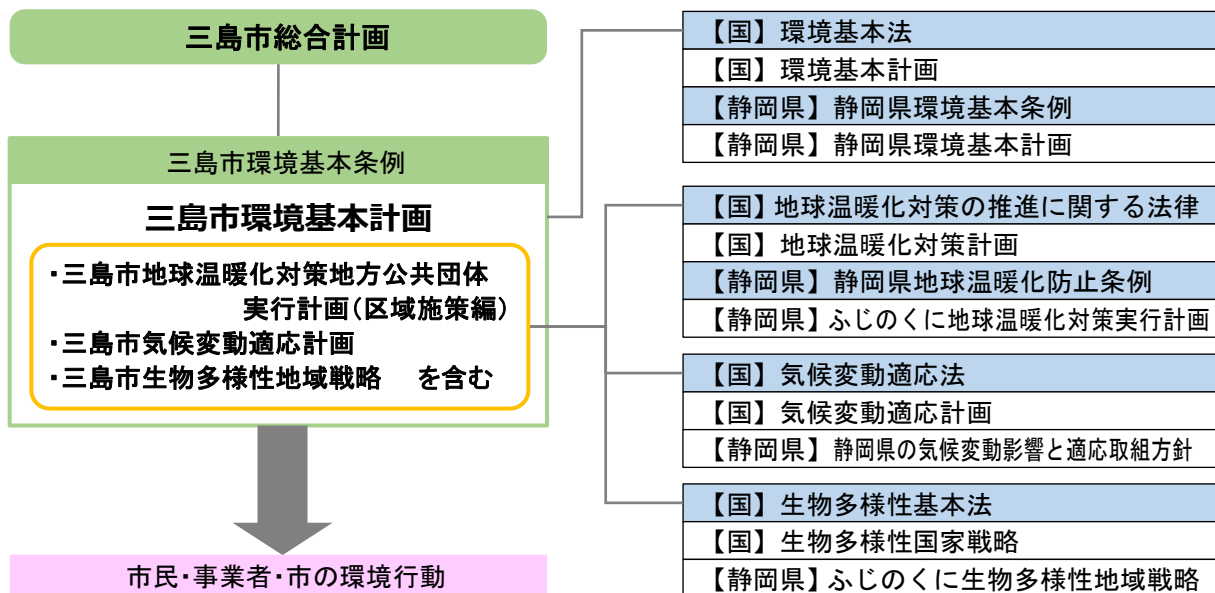 三島市総合計画
三島市環境基本条例
三島市環境基本計画
・三島市地球温暖化対策地方公共団体
実行計画(区域施策編)
・三島市気候変動適応計画
・三島市生物多様性地域戦略 を含む
市民・事業者・市の環境行動
【国】環境基本法
【国】環境基本計画
【静岡県】静岡県環境基本条例
【静岡県】静岡県環境基本計画
【国】地球温暖化対策の推進に関する法律
【国】地球温暖化対策計画
【静岡県】静岡県地球温暖化防止条例
【静岡県】ふじのくに地球温暖化対策実行計画
【国】気候変動適応法
【国】気候変動適応計画
【静岡県】静岡県の気候変動影響と適応取組方針
【国】生物多様性基本法
【国】生物多様性国家戦略
【静岡県】ふじのくに生物多様性地域戦略